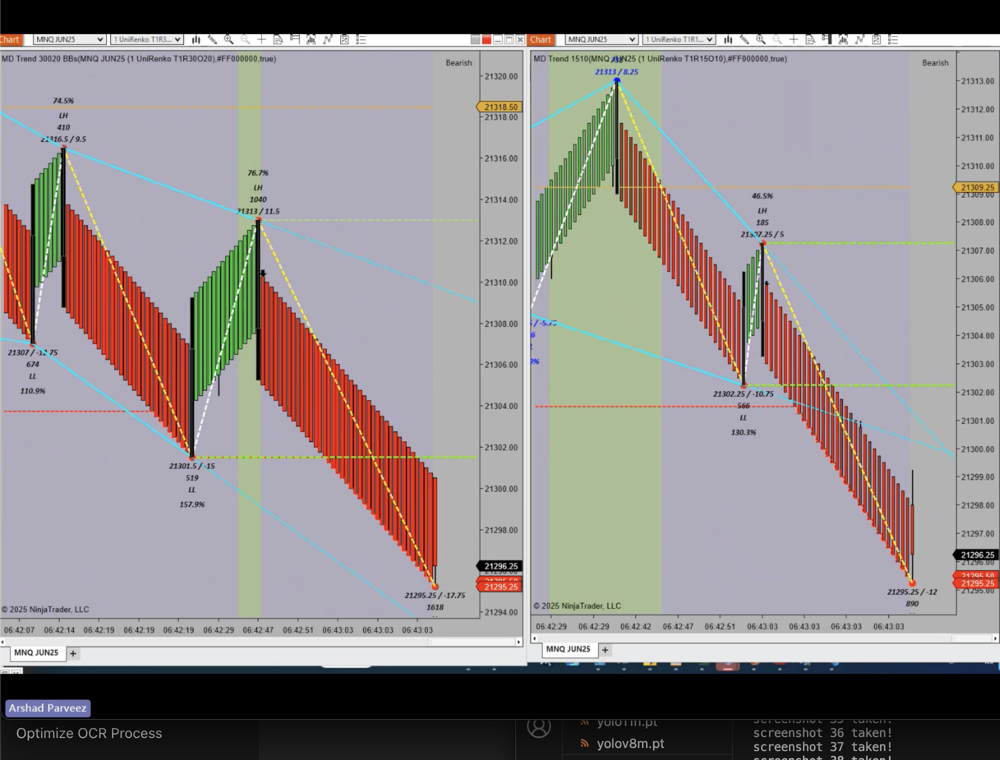 Chart
MNQ JUN25
1 UniRenko T1R3...
MD Trend 30020 BBs(MNQ JUN25 (1 UniRenko T1R30O20),#FF000000,true)
Bearish
74.5%
LH
410
21316.5 / 9.5
76.7%
LH
1040
21313 / 11.5
21307 / -12.75
674
LL
110.9%
21301.5 / -15
519
LL
157.9%
21295.25 / -17.75
1618
21320.00
21318.50
21318.00
21316.00
21314.00
21312.00
21310.00
21308.00
21306.00
21304.00
21302.00
21300.00
21298.00
21296.25
21295.25
21294.00
© 2025 NinjaTrader, LLC
06:42:07 06:42:14 06:42:19 06:42:19 06:42:19 06:42:29 06:42:47 06:42:51 06:43:03 06:43:03 06:43:03
MNQ JUN25 +
Chart
MNQ JUN25
1 UniRenko T1R1...
MD Trend 1510(MNQ JUN25 (1 UniRenko T1R15O10),#FF000000,true)
Bearish
21313 / 8.25
46.5%
LH
185
21307.25 / 5
/ -5.75
21302.25 / -10.75
566
LL
130.3%
21295.25 / -12
890
21313.00
21312.00
21311.00
21310.00
21309.25
21308.00
21307.00
21306.00
21305.00
21304.00
21303.00
21302.00
21301.00
21300.00
21299.00
21298.00
21297.00
21296.25
21295.50
21295.25
21295.00
© 2025 NinjaTrader, LLC
06:42:29 06:42:29 06:42:42 06:42:47 06:42:51 06:43:03 06:43:03 06:43:03 06:43:03
MNQ JUN25 +
Arshad Parveez
Optimize OCR Process
yolo11n.pt
yolov8m.pt
screenshot 36 taken!
screenshot 37 taken!
screenshot 38 taken!